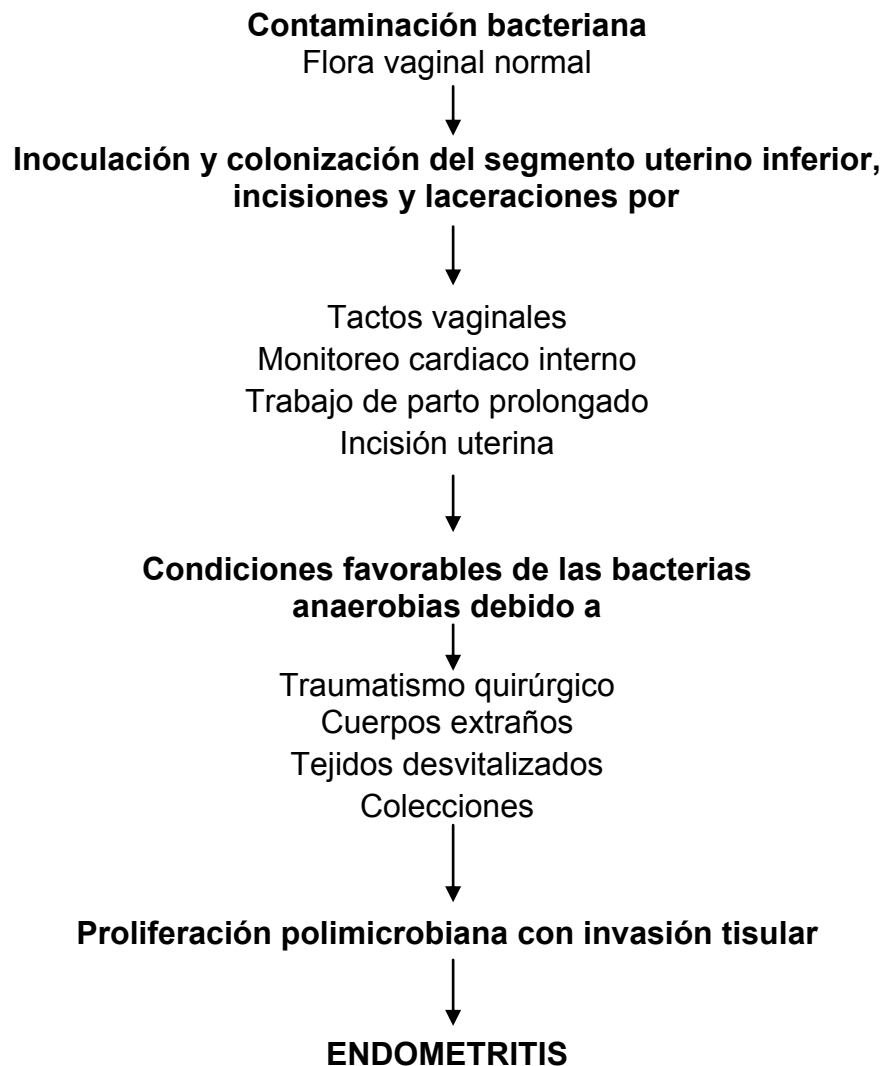 Contaminación bacteriana
Flora vaginal normal
Inoculación y colonización del segmento uterino inferior,
incisiones y laceraciones por
Tactos vaginales
Monitoreo cardiaco interno
Trabajo de parto prolongado
Incisión uterina
Condiciones favorables de las bacterias
anaerobias debido a
Traumatismo quirúrgico
Cuerpos extraños
Tejidos desvitalizados
Colecciones
Proliferación polimicrobiana con invasión tisular
ENDOMETRITIS